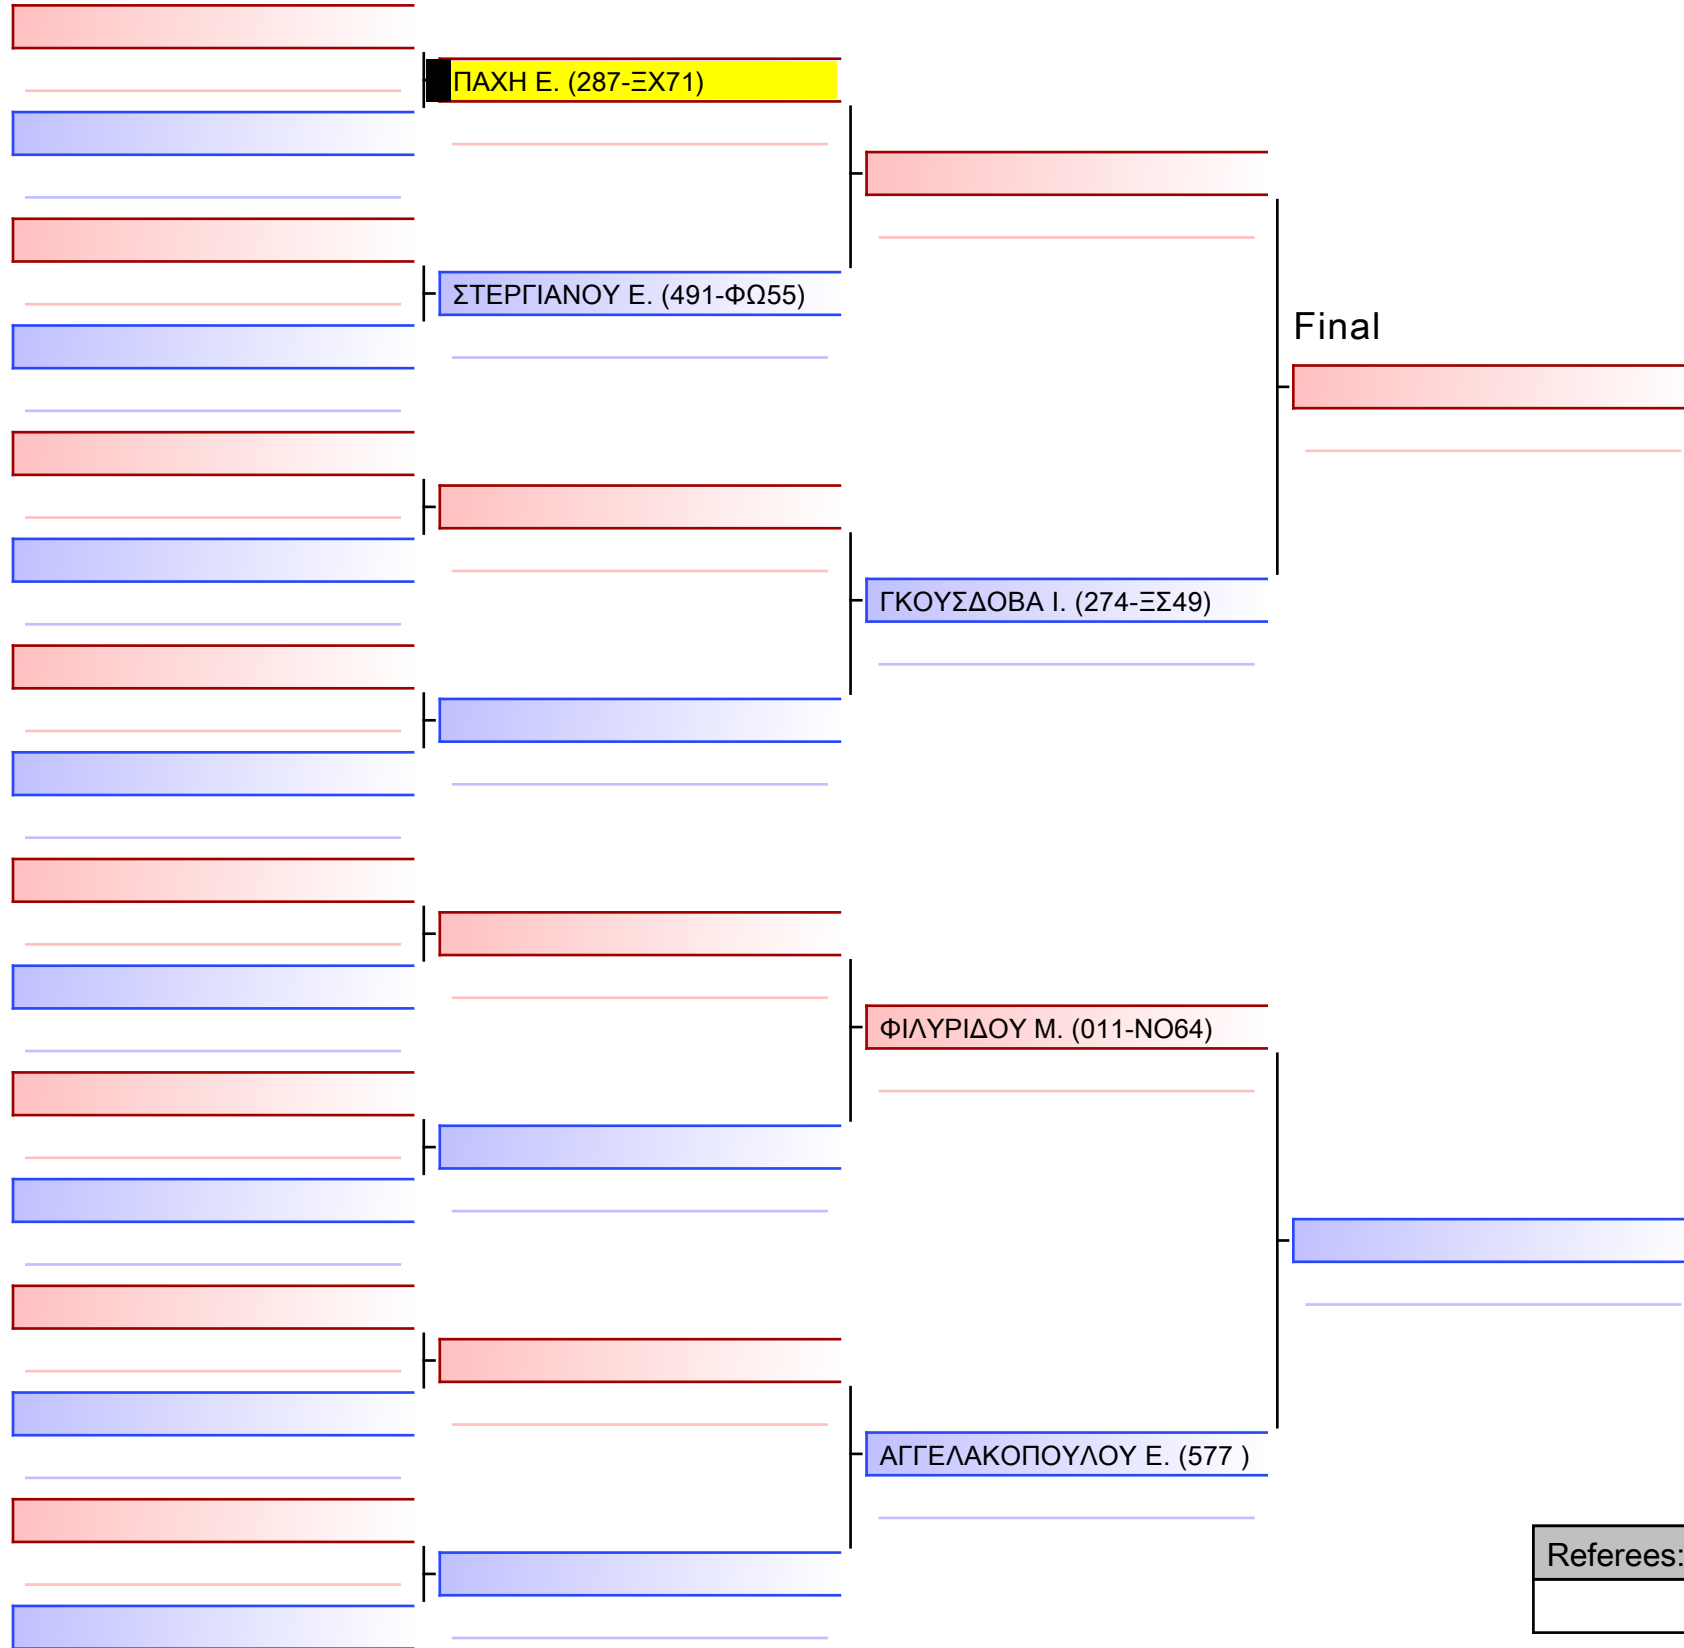 ΠΑΧΗ Ε. (287-ΞΧ71)
ΣΤΕΡΓΙΑΝΟΥ Ε. (491-ΦΩ55)
Final
ΓΚΟΥΣΔΟΒΑ Ι. (274-ΞΣ49)
ΦΙΛΥΡΙΔΟΥ Μ. (011-ΝΟ64)
ΑΓΓΕΛΑΚΟΠΟΥΛΟΥ Ε. (577 )
Referees: